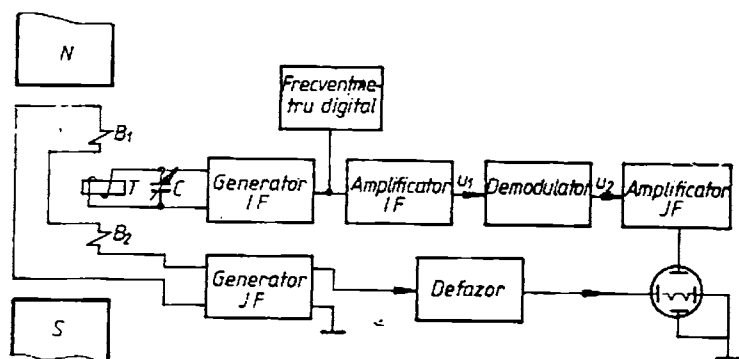 N
Frecventme-
tru digital
B1
T
C
Generator
IF
Amplificator
IF
u1
Demodulator
u2
Amplificator
JF
B2
Generator
JF
Defazor
S